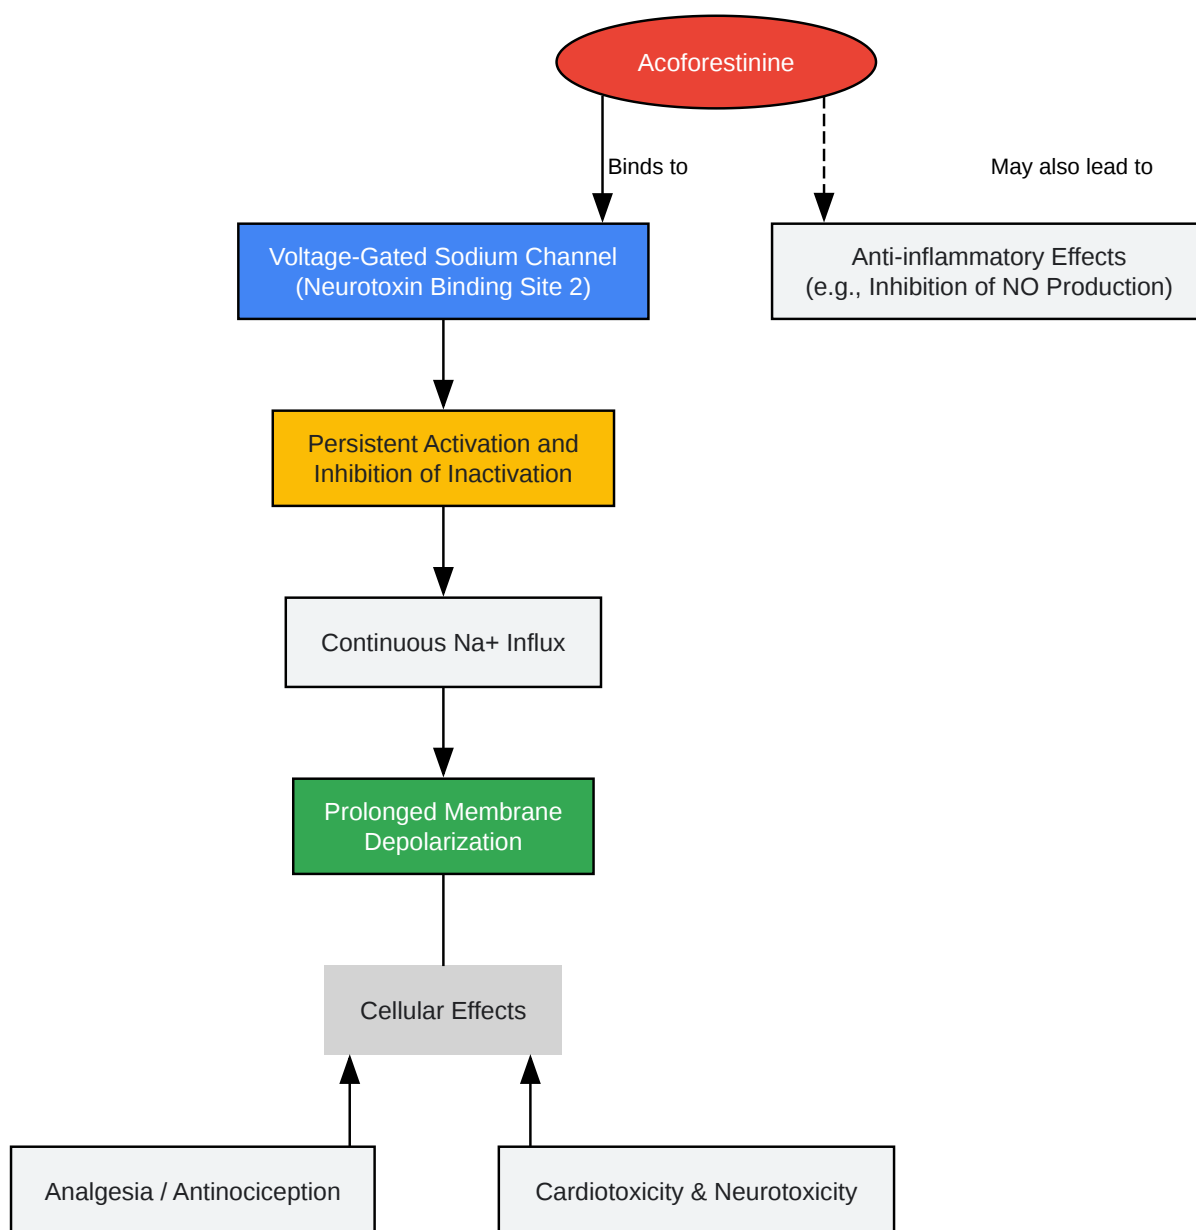 Acoforestinine
Binds to
May also lead to
Voltage-Gated Sodium Channel
(Neurotoxin Binding Site 2)
Anti-inflammatory Effects
(e.g., Inhibition of NO Production)
Persistent Activation and
Inhibition of Inactivation
Continuous Na+ Influx
Prolonged Membrane
Depolarization
Cellular Effects
Analgesia / Antinociception
Cardiotoxicity & Neurotoxicity